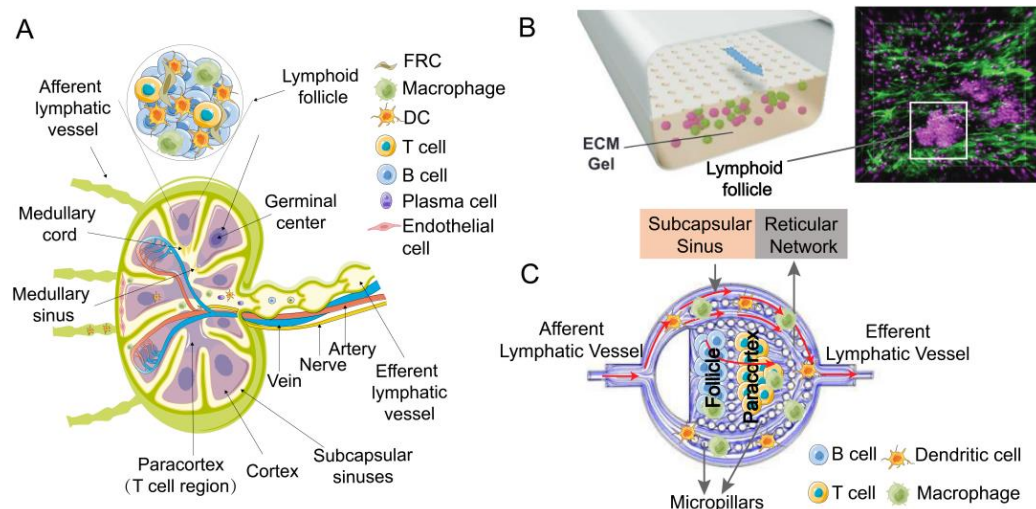 A
Afferent
lymphatic
vessel
Lymphoid
follicle
FRC
Macrophage
DC
T cell
B cell
Plasma cell
Endothelial
cell
Medullary
cord
Germinal
center
Medullary
sinus
Artery
Nerve
Vein
Efferent
lymphatic
vessel
Paracortex
(T cell region)
Cortex
Subcapsular
sinuses
B
ECM
Gel
Lymphoid
follicle
Subcapsular
Sinus
Reticular
Network
C
Afferent
Lymphatic Vessel
Follicle
Paracortex
Efferent
Lymphatic Vessel
B cell
Dendritic cell
T cell
Macrophage
Micropillars